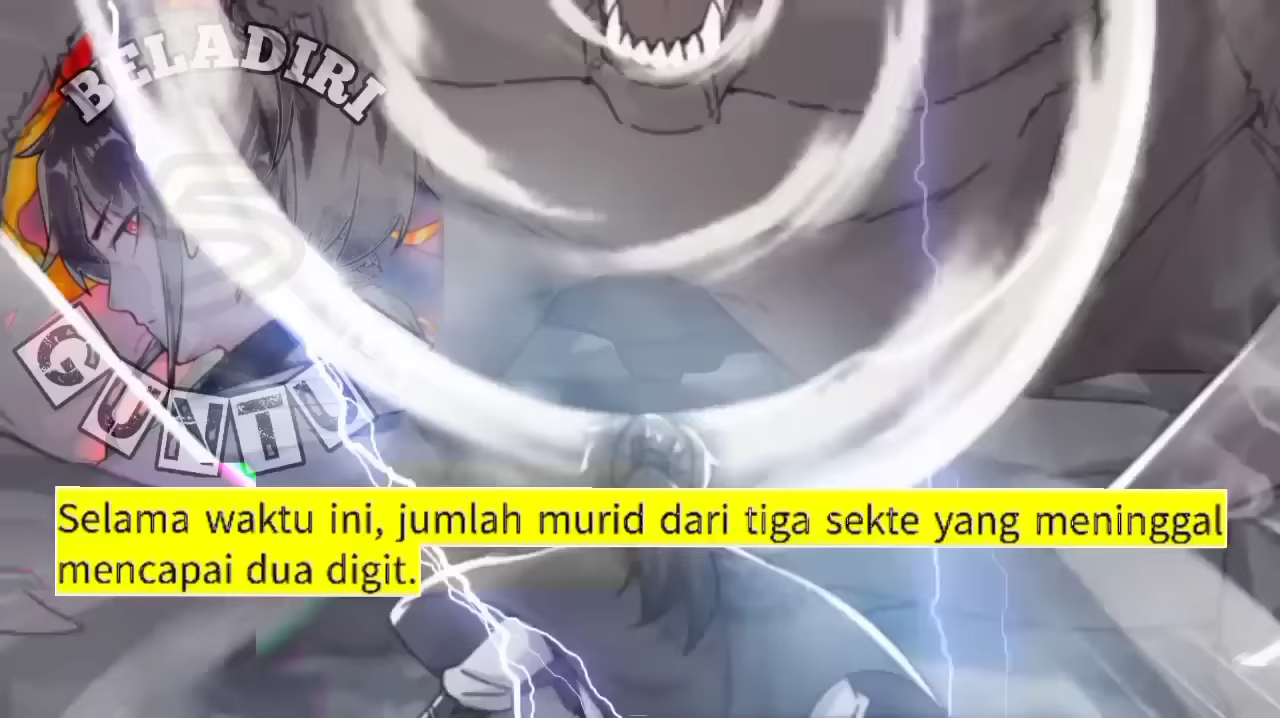 BELADIRI
GUNTU
Selama waktu ini, jumlah murid dari tiga sekte yang meninggal
mencapai dua digit.